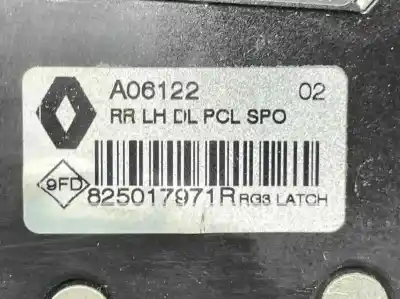 A06122 02
RR LH DL PCL SPO
9FD
825017971R RG3 LATCH